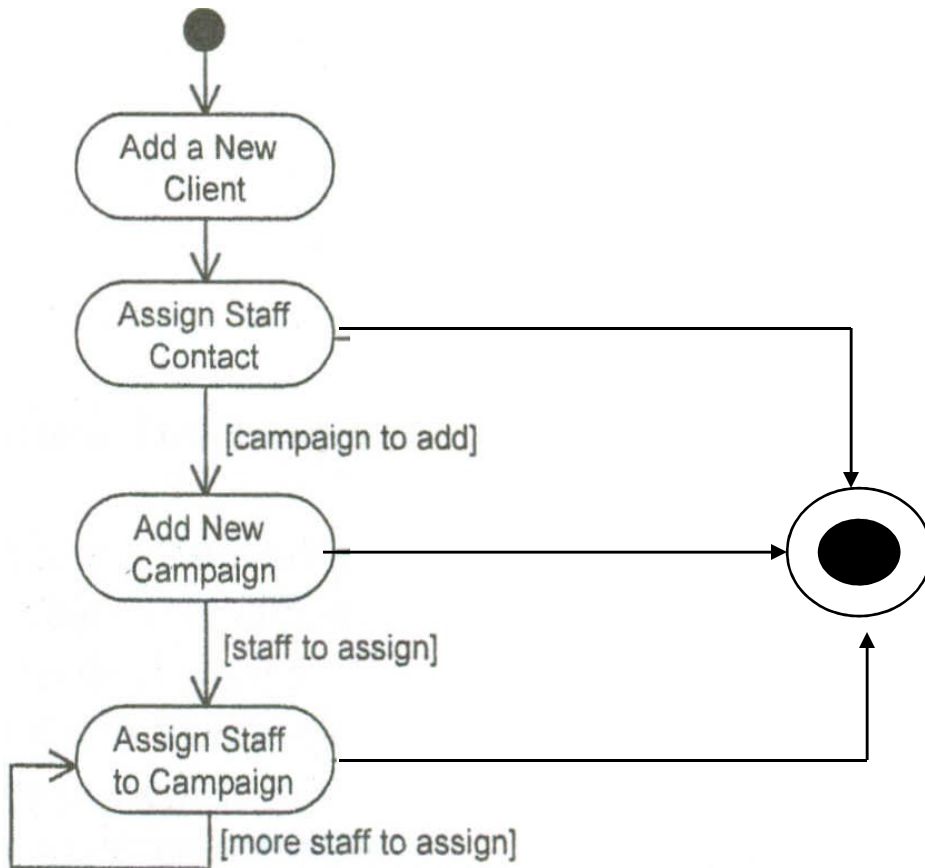 Add a New
Client
Assign Staff
Contact
[campaign to add]
Add New
Campaign
[staff to assign]
Assign Staff
to Campaign
[more staff to assign]